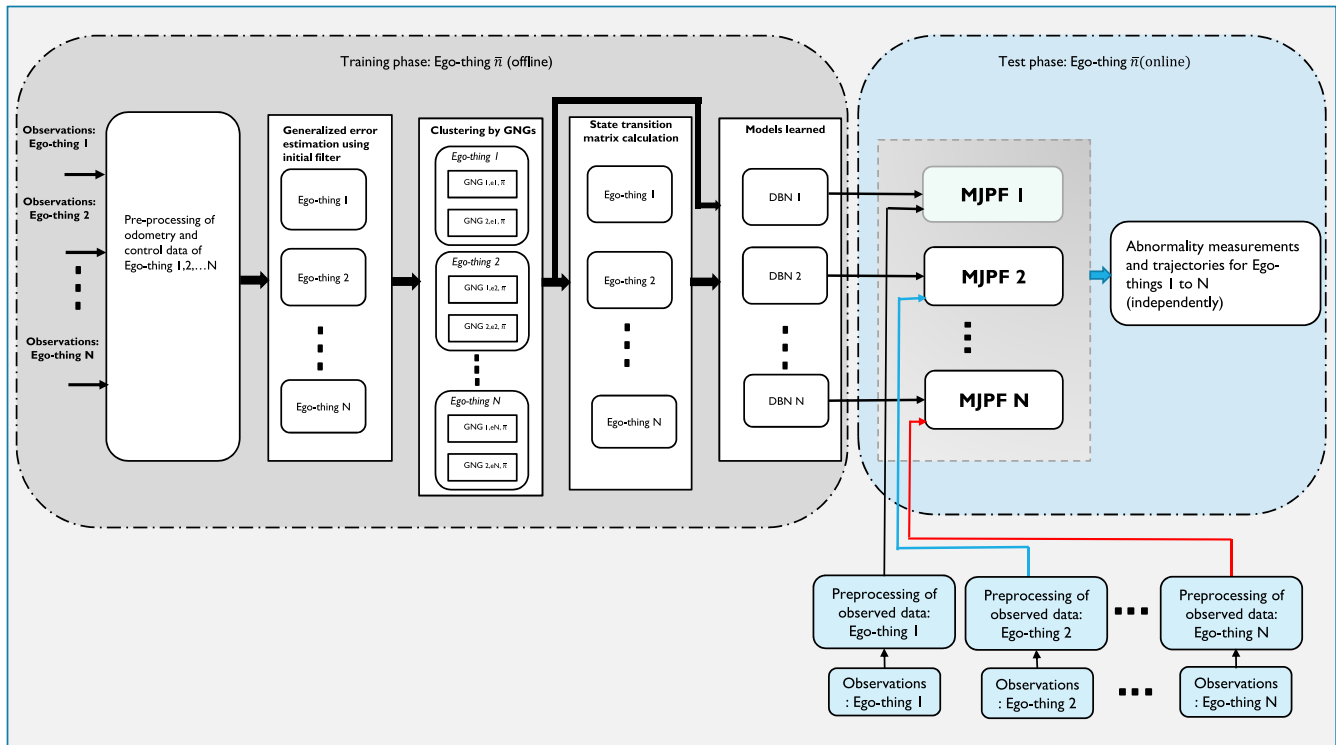 Training phase: Ego-thing n̅ (offline)
Observations:
Ego-thing 1
Observations:
Ego-thing 2
Observations:
Ego-thing N
Pre-processing of
odometry and
control data of
Ego-thing 1,2,...N
Generalized error
estimation using
initial filter
Ego-thing 1
Ego-thing 2
Ego-thing N
Clustering by GNGs
Ego-thing 1
GNG 1,e1, n̅
GNG 2,e1, n̅
Ego-thing 2
GNG 1,e2, n̅
GNG 2,e2, n̅
Ego-thing N
GNG 1,eN, n̅
GNG 2,eN, n̅
State transition
matrix calculation
Ego-thing 1
Ego-thing 2
Ego-thing N
Models learned
DBN 1
DBN 2
DBN N
Test phase: Ego-thing n̅(online)
MJPF 1
MJPF 2
MJPF N
Abnormality measurements
and trajectories for Ego-
things 1 to N
(independently)
Preprocessing of
observed data:
Ego-thing 1
Preprocessing of
observed data:
Ego-thing 2
Preprocessing of
observed data:
Ego-thing N
Observations
: Ego-thing 1
Observations
: Ego-thing 2
Observations
: Ego-thing N